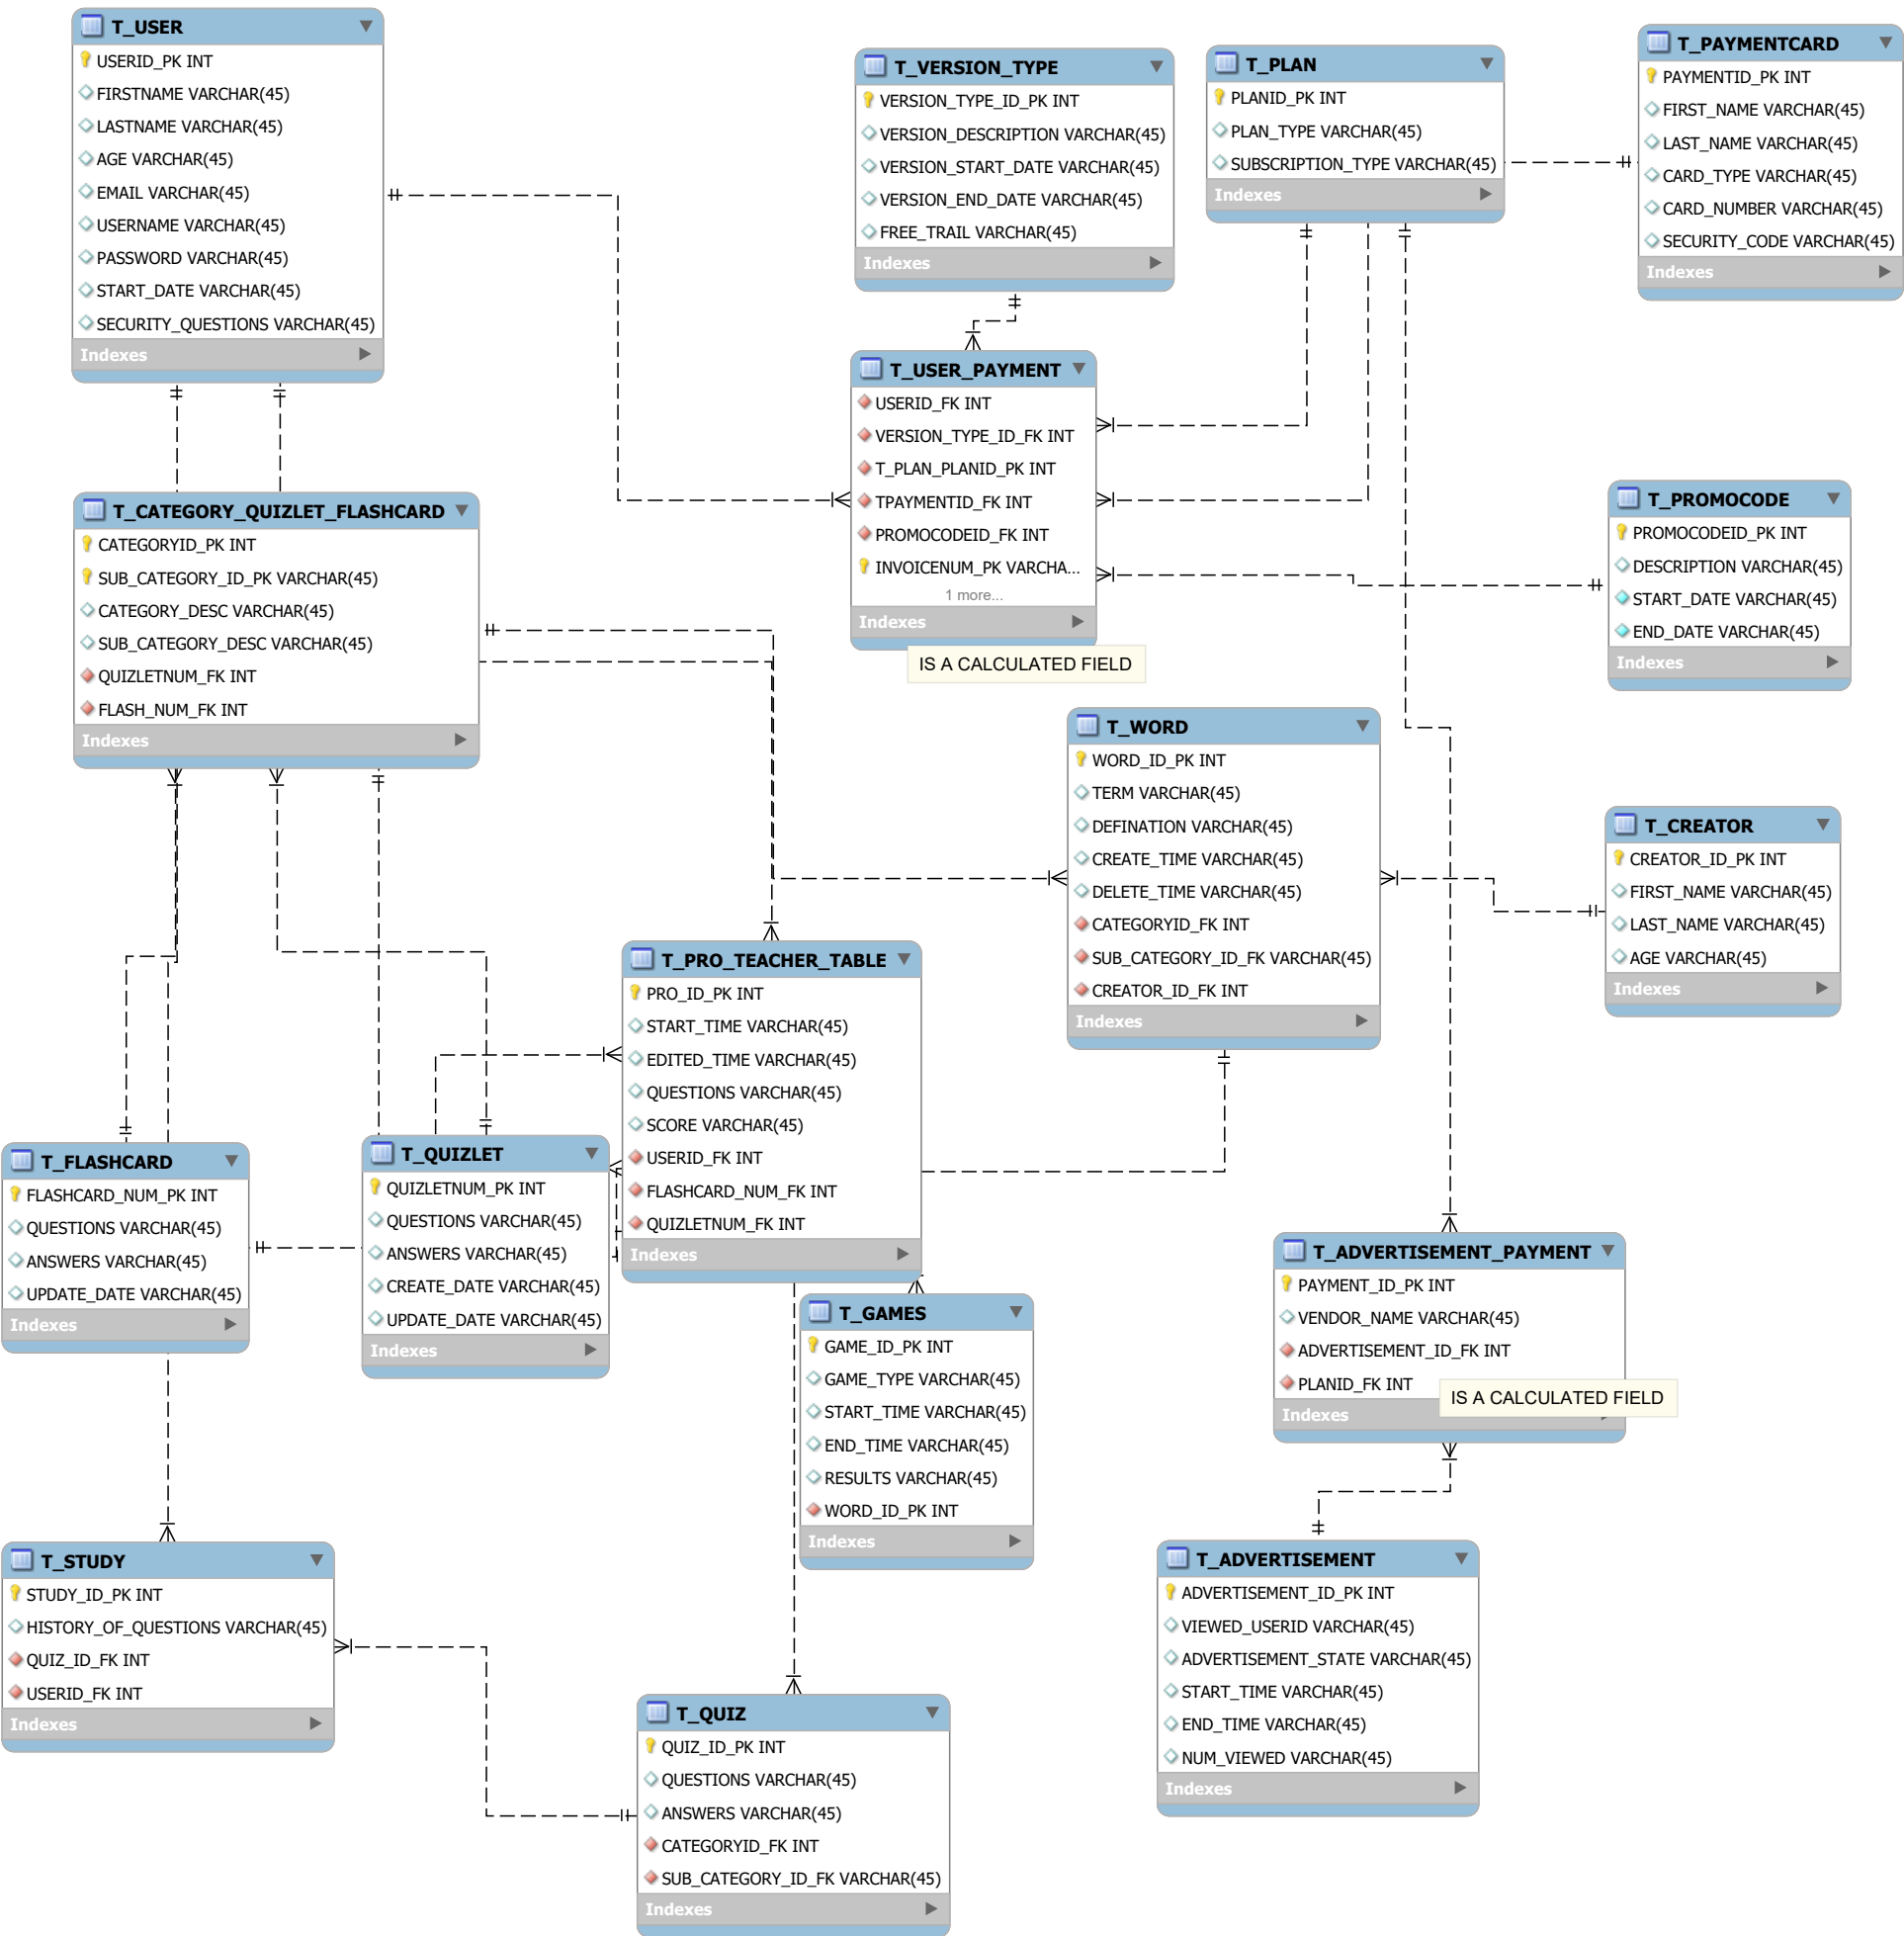 T_USER
USERID_PK INT
FIRSTNAME VARCHAR(45)
LASTNAME VARCHAR(45)
AGE VARCHAR(45)
EMAIL VARCHAR(45)
USERNAME VARCHAR(45)
PASSWORD VARCHAR(45)
START_DATE VARCHAR(45)
SECURITY_QUESTIONS VARCHAR(45)
Indexes
T_VERSION_TYPE
VERSION_TYPE_ID_PK INT
VERSION_DESCRIPTION VARCHAR(45)
VERSION_START_DATE VARCHAR(45)
VERSION_END_DATE VARCHAR(45)
FREE_TRAIL VARCHAR(45)
Indexes
T_PLAN
PLANID_PK INT
PLAN_TYPE VARCHAR(45)
SUBSCRIPTION_TYPE VARCHAR(45)
Indexes
T_PAYMENTCARD
PAYMENTID_PK INT
FIRST_NAME VARCHAR(45)
LAST_NAME VARCHAR(45)
CARD_TYPE VARCHAR(45)
CARD_NUMBER VARCHAR(45)
SECURITY_CODE VARCHAR(45)
Indexes
T_USER_PAYMENT
USERID_FK INT
VERSION_TYPE_ID_FK INT
T_PLAN_PLANID_PK INT
TPAYMENTID_FK INT
PROMOCODEID_FK INT
INVOICENUM_PK VARCHA...
1 more...
Indexes
IS A CALCULATED FIELD
T_CATEGORY_QUIZLET_FLASHCARD
CATEGORYID_PK INT
SUB_CATEGORY_ID_PK VARCHAR(45)
CATEGORY_DESC VARCHAR(45)
SUB_CATEGORY_DESC VARCHAR(45)
QUIZLETNUM_FK INT
FLASH_NUM_FK INT
Indexes
T_PROMOCODE
PROMOCODEID_PK INT
DESCRIPTION VARCHAR(45)
START_DATE VARCHAR(45)
END_DATE VARCHAR(45)
Indexes
T_WORD
WORD_ID_PK INT
TERM VARCHAR(45)
DEFINATION VARCHAR(45)
CREATE_TIME VARCHAR(45)
DELETE_TIME VARCHAR(45)
CATEGORYID_FK INT
SUB_CATEGORY_ID_FK VARCHAR(45)
CREATOR_ID_FK INT
Indexes
T_CREATOR
CREATOR_ID_PK INT
FIRST_NAME VARCHAR(45)
LAST_NAME VARCHAR(45)
AGE VARCHAR(45)
Indexes
T_PRO_TEACHER_TABLE
PRO_ID_PK INT
START_TIME VARCHAR(45)
EDITED_TIME VARCHAR(45)
QUESTIONS VARCHAR(45)
SCORE VARCHAR(45)
USERID_FK INT
FLASHCARD_NUM_FK INT
QUIZLETNUM_FK INT
Indexes
T_FLASHCARD
FLASHCARD_NUM_PK INT
QUESTIONS VARCHAR(45)
ANSWERS VARCHAR(45)
UPDATE_DATE VARCHAR(45)
Indexes
T_QUIZLET
QUIZLETNUM_PK INT
QUESTIONS VARCHAR(45)
ANSWERS VARCHAR(45)
CREATE_DATE VARCHAR(45)
UPDATE_DATE VARCHAR(45)
Indexes
T_GAMES
GAME_ID_PK INT
GAME_TYPE VARCHAR(45)
START_TIME VARCHAR(45)
END_TIME VARCHAR(45)
RESULTS VARCHAR(45)
WORD_ID_PK INT
Indexes
T_ADVERTISEMENT_PAYMENT
PAYMENT_ID_PK INT
VENDOR_NAME VARCHAR(45)
ADVERTISEMENT_ID_FK INT
PLANID_FK INT
IS A CALCULATED FIELD
Indexes
T_STUDY
STUDY_ID_PK INT
HISTORY_OF_QUESTIONS VARCHAR(45)
QUIZ_ID_FK INT
USERID_FK INT
Indexes
T_ADVERTISEMENT
ADVERTISEMENT_ID_PK INT
VIEWED_USERID VARCHAR(45)
ADVERTISEMENT_STATE VARCHAR(45)
START_TIME VARCHAR(45)
END_TIME VARCHAR(45)
NUM_VIEWED VARCHAR(45)
Indexes
T_QUIZ
QUIZ_ID_PK INT
QUESTIONS VARCHAR(45)
ANSWERS VARCHAR(45)
CATEGORYID_FK INT
SUB_CATEGORY_ID_FK VARCHAR(45)
Indexes